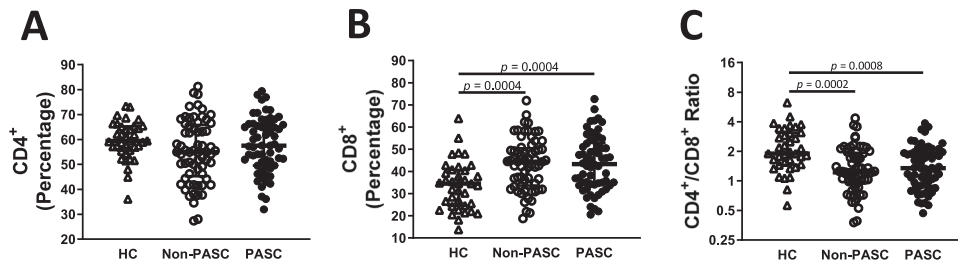 A
CD4+
(Percentage)
90
80
70
60
50
40
30
20
HC
Non-PASC
PASC
B
CD8+
(Percentage)
90
80
70
60
50
40
30
20
10
p = 0.0004
p = 0.0004
HC
Non-PASC
PASC
C
CD4+/CD8+ Ratio
16
8
4
2
1
0.5
0.25
p = 0.0008
p = 0.0002
HC
Non-PASC
PASC